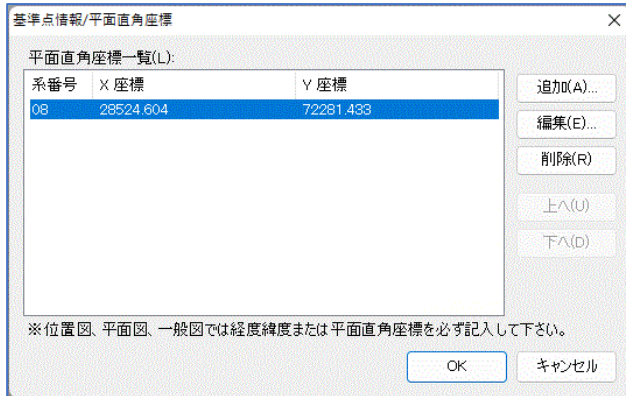 基準点情報/平面直角座標
平面直角座標一覧(L):
系番号 X 座標 Y 座標
08 28524.604 72281.433
追加(A)...
編集(E)...
削除(R)
上へ(U)
下へ(D)
※位置図、平面図、一般図では経度緯度または平面直角座標を必ず記入して下さい。
OK キャンセル